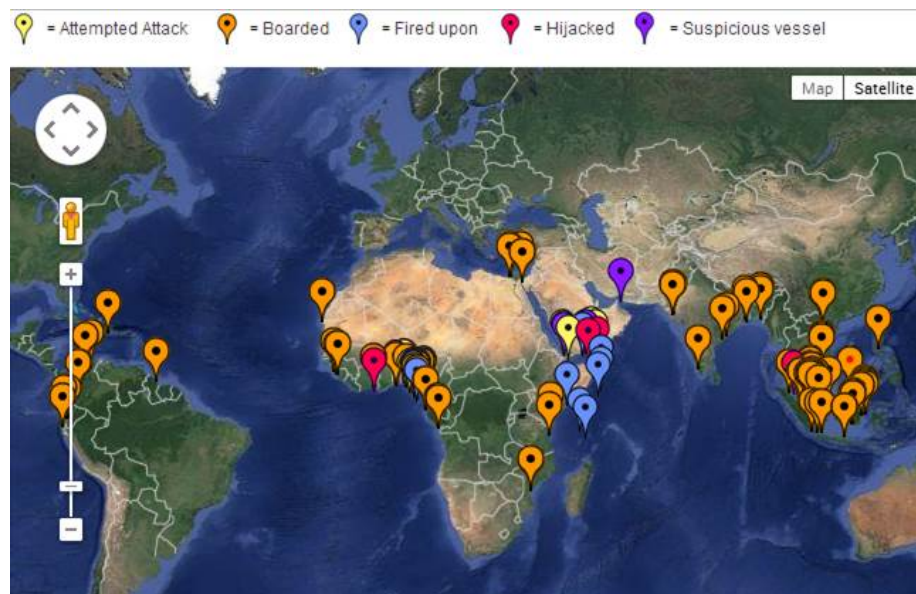 = Attempted Attack = Boarded = Fired upon = Hijacked = Suspicious vessel
Map Satellite